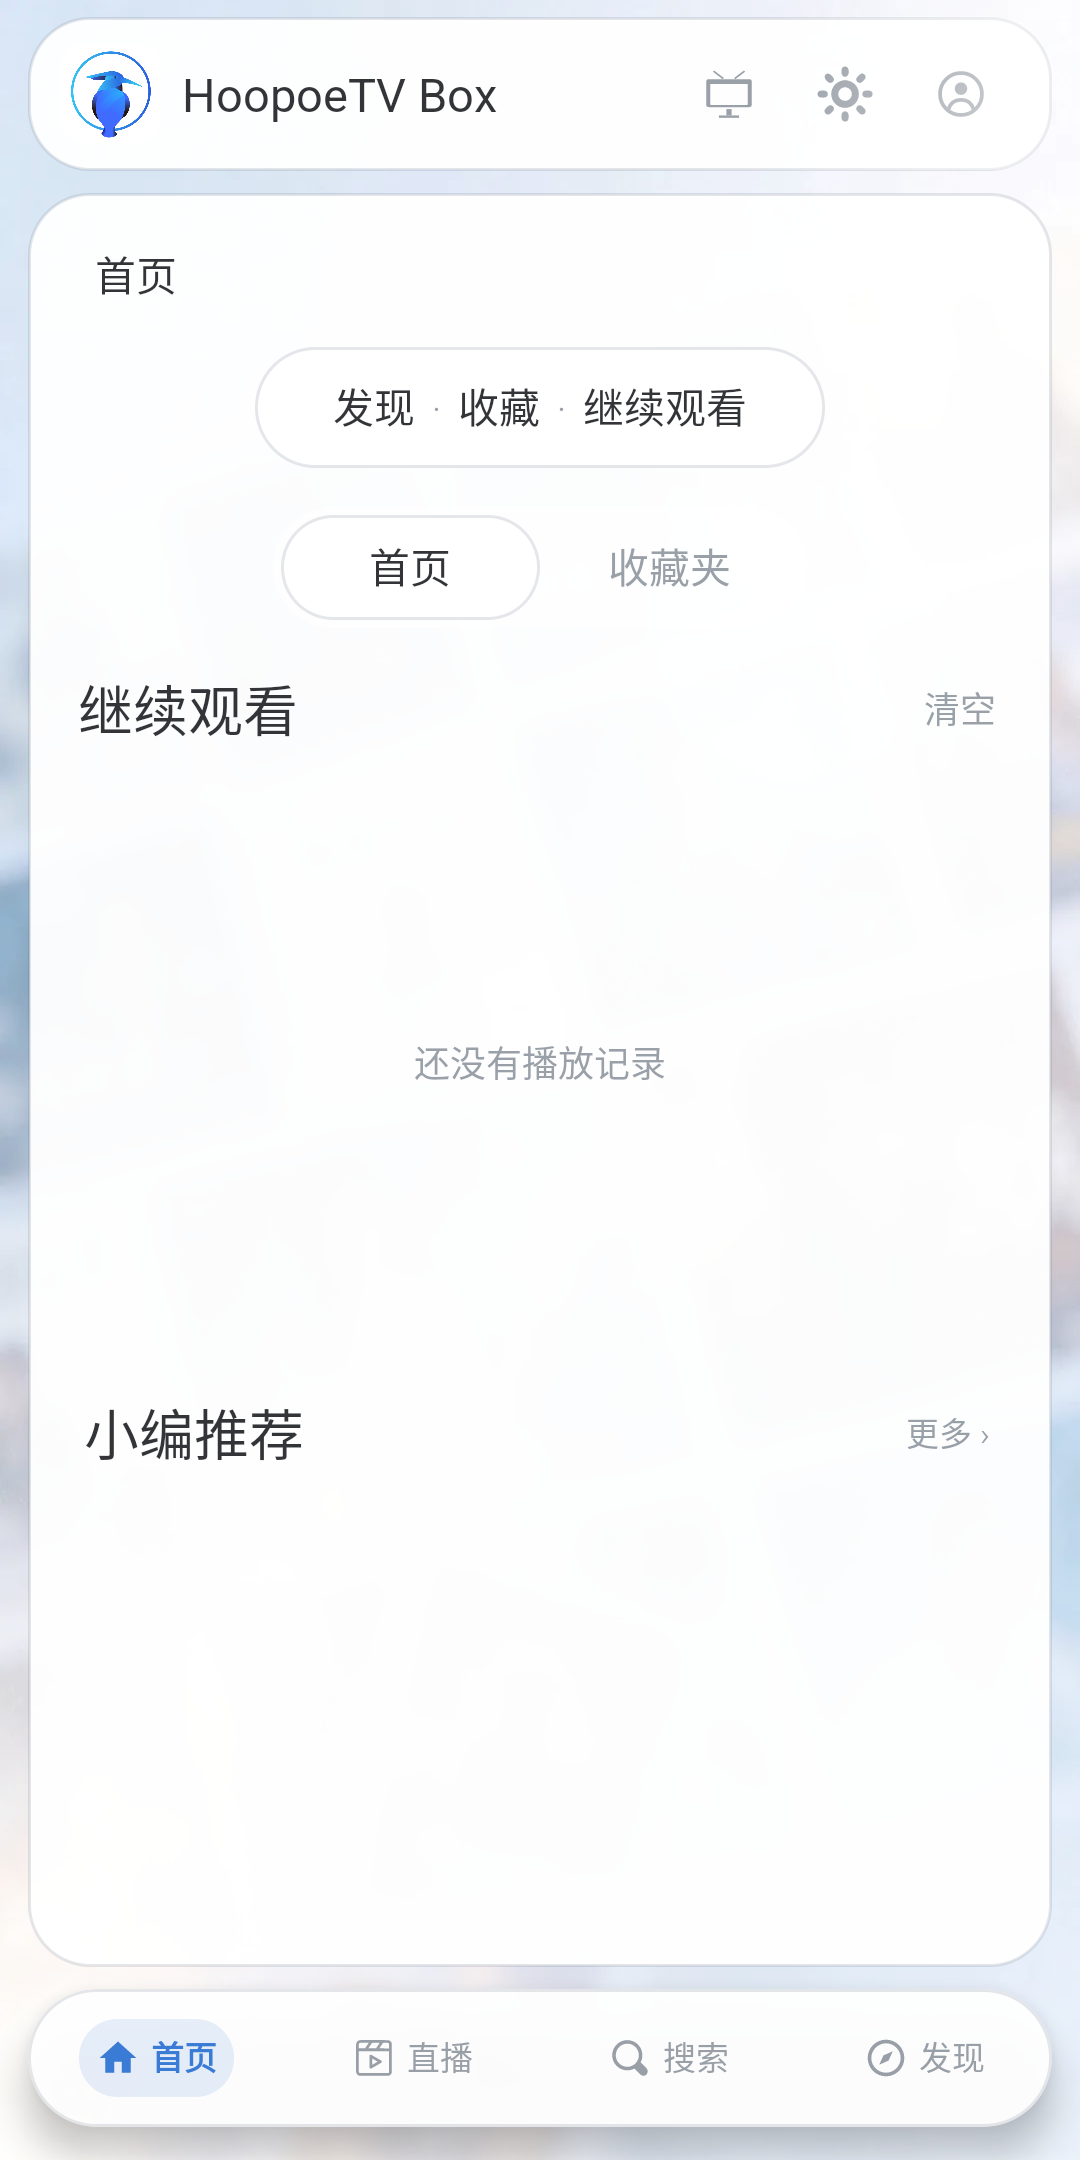 HoopoeTV Box
首页
发现 · 收藏 · 继续观看
首页 收藏夹
继续观看 清空
还没有播放记录
小编推荐 更多 ›
首页 直播 搜索 发现